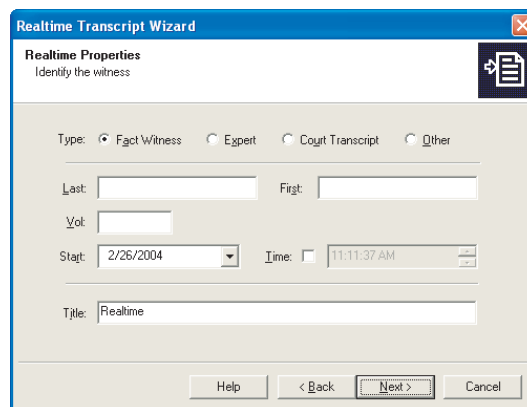 Realtime Transcript Wizard
Realtime Properties
Identify the witness
Type: Fact Witness Expert Court Transcript Other
Last: First:
Vol:
Start: 2/26/2004 Time: 11:11:37 AM
Title: Realtime
Help < Back Next > Cancel